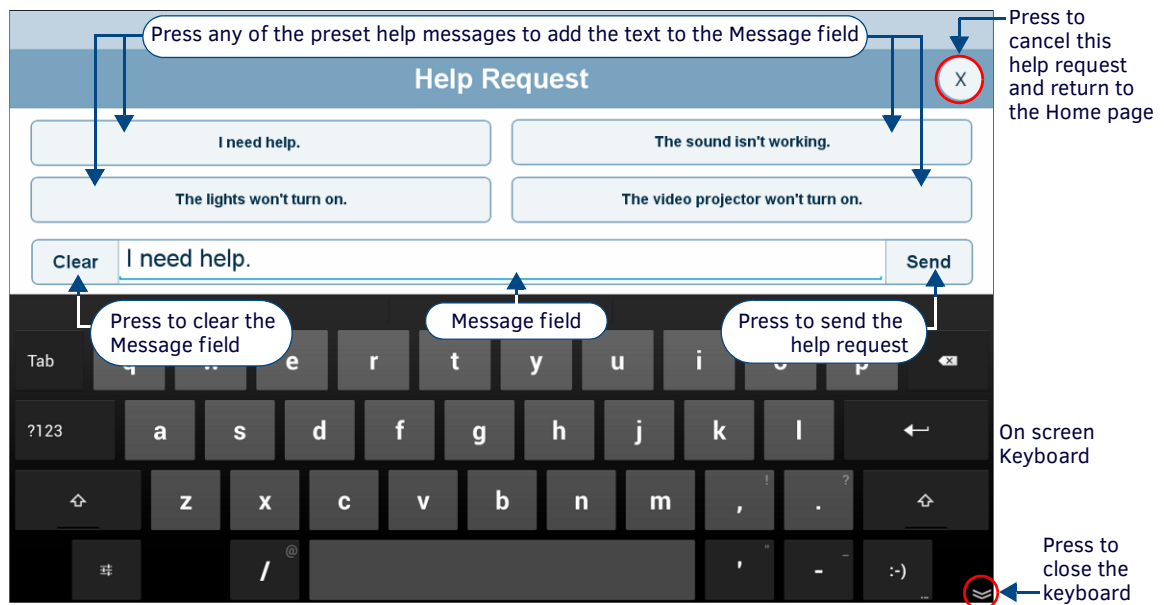 Press any of the preset help messages to add the text to the Message field
Press to
cancel this
help request
and return to
the Home page
Help Request
X
I need help.
The sound isn't working.
The lights won't turn on.
The video projector won't turn on.
Clear
I need help.
Send
Press to clear the
Message field
Message field
Press to send the
help request
Tab
e
r
t
y
u
i
p
?123
a
s
d
f
g
h
j
k
l
On screen
Keyboard
z
x
c
v
b
n
m
, !
. ?
/ @
' "
- _
:-) ...
Press to
close the
keyboard